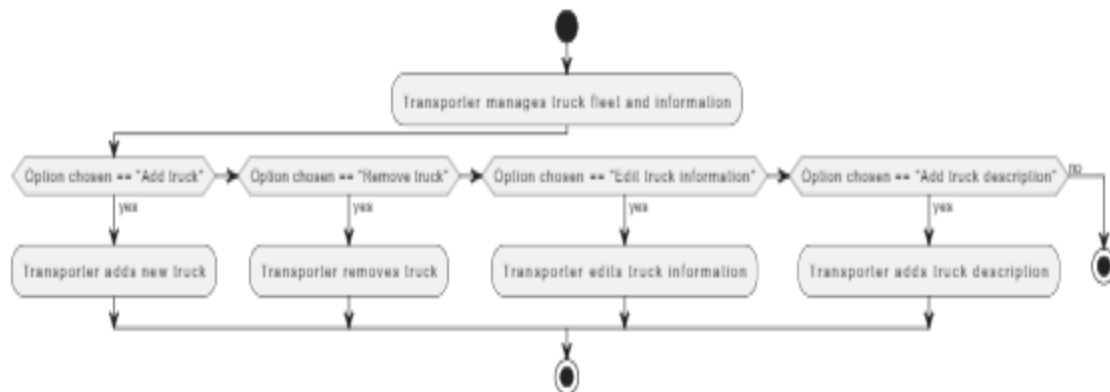 Transporter manages truck fleet and information
Option chosen == "Add truck"
Option chosen == "Remove truck"
Option chosen == "Edit truck information"
Option chosen == "Add truck description"
no
yes
yes
yes
yes
Transporter adds new truck
Transporter removes truck
Transporter edits truck information
Transporter adds truck description